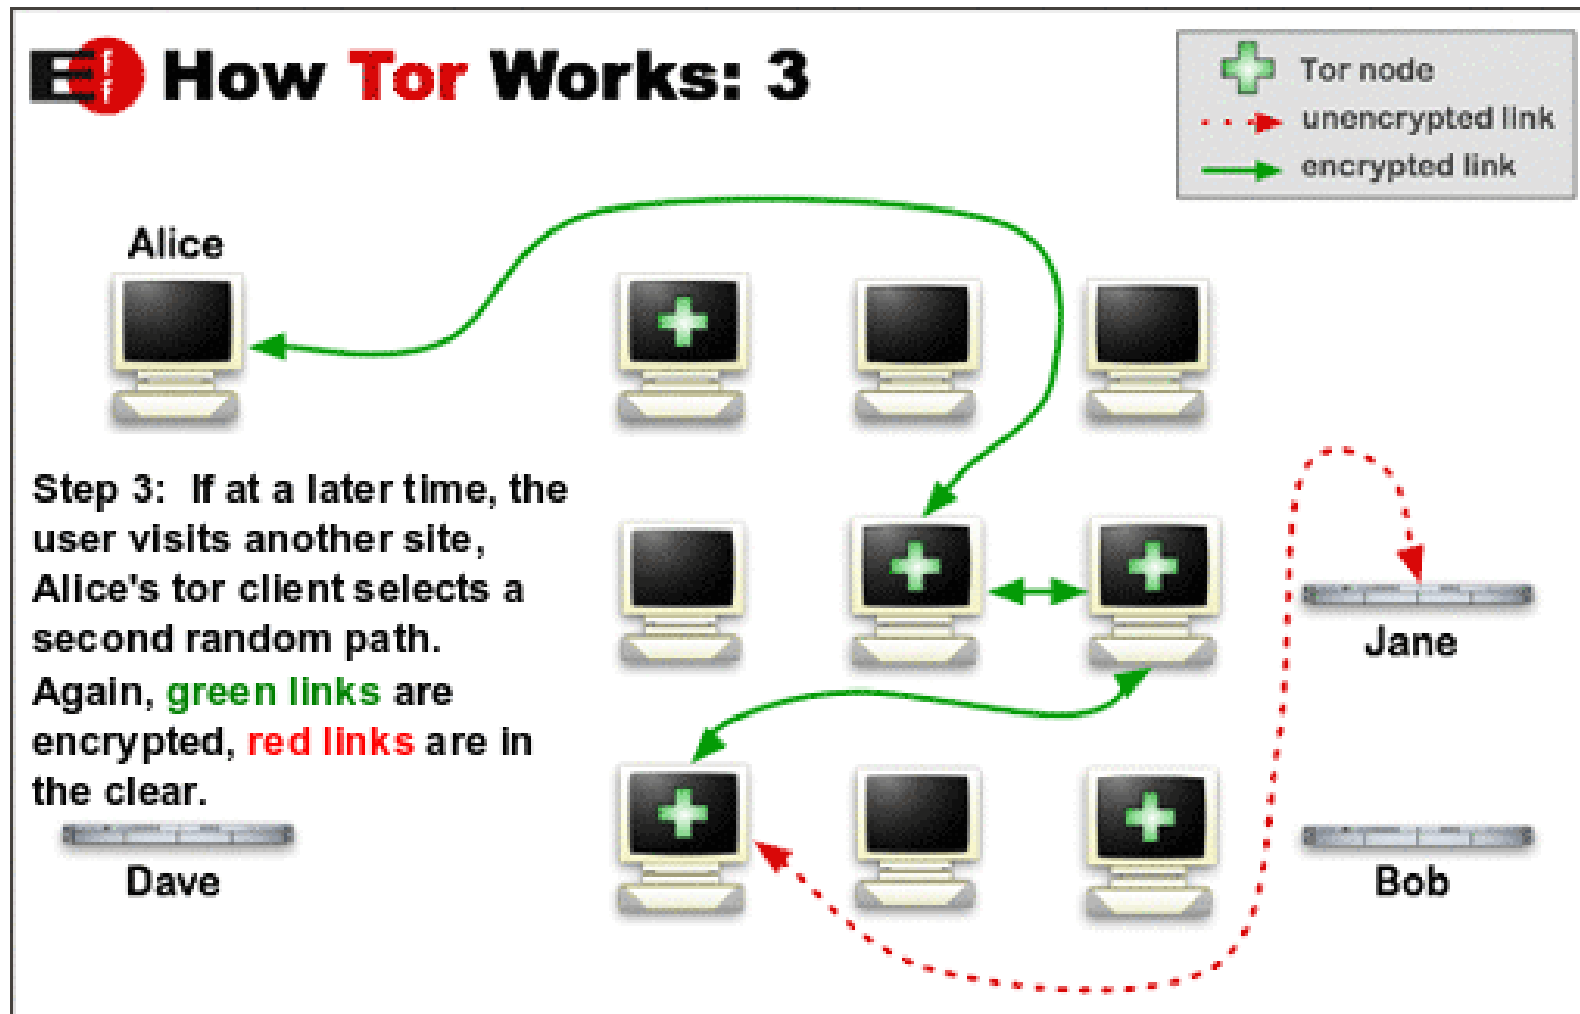 EFF How Tor Works: 3
Tor node
unencrypted link
encrypted link
Alice
Step 3: If at a later time, the
user visits another site,
Alice's tor client selects a
second random path.
Again, green links are
encrypted, red links are in
the clear.
Dave
Jane
Bob